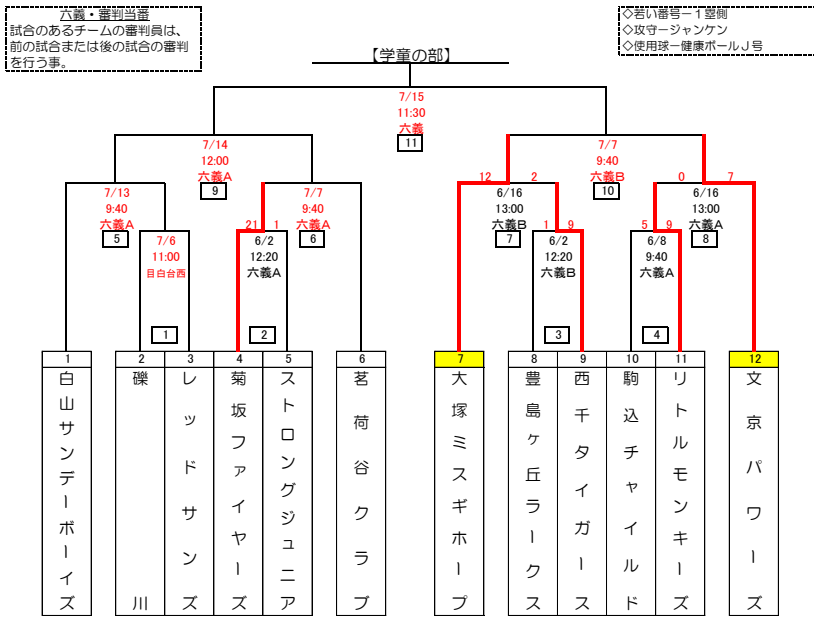 六義・審判当番
試合のあるチームの審判員は、
前の試合または後の試合の審判
を行う事。
◇若い番号ー1塁側
◇攻守ージャンケン
◇使用球ー健康ボールJ号
【学童の部】
7/15
11:30
六義
11
7/14
12:00
六義A
9
7/7
9:40
六義B
10
12
2
0
7
7/13
9:40
六義A
5
7/7
9:40
六義A
6
6/16
13:00
六義B
7
6/16
13:00
六義A
8
21
1
1
9
5
9
7/6
11:00
目白台西
1
6/2
12:20
六義A
2
6/2
12:20
六義B
3
6/8
9:40
六義A
4
1
白山サンデーボーイズ
2
礫川
3
レッドサンズ
4
菊坂ファイヤーズ
5
ストロングジュニア
6
茗荷谷クラブ
7
大塚ミスギホープ
8
豊島ヶ丘ラークス
9
西千タイガース
10
駒込チャイルド
11
リトルモンキーズ
12
文京パワーズ